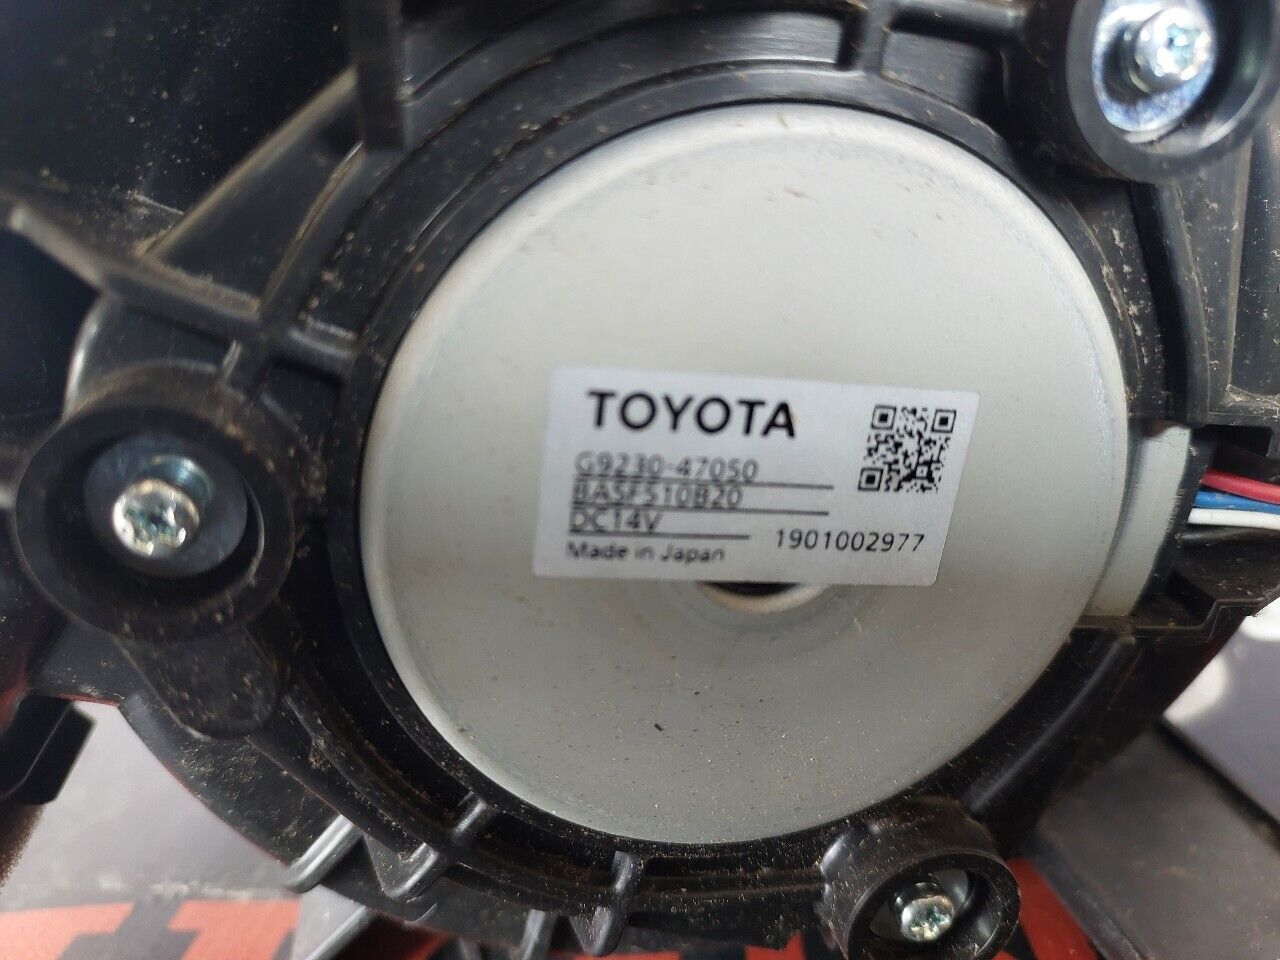 TOYOTA
G9230-47050
BASF510B20
DC14V
Made in Japan 1901002977